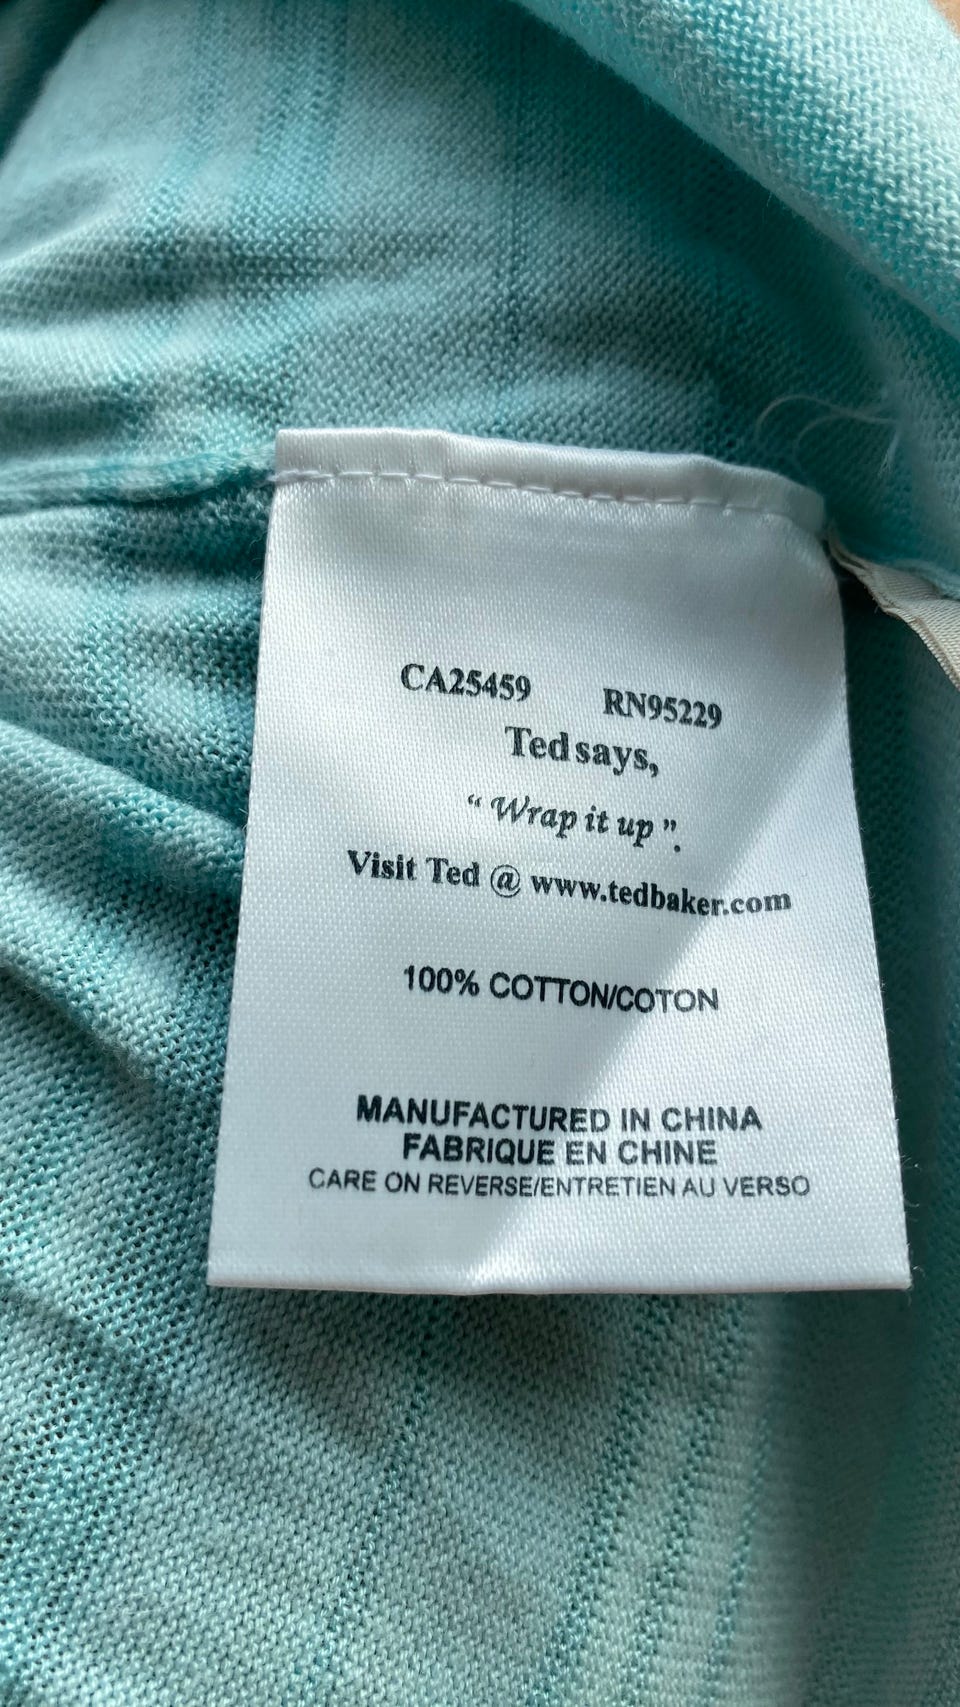 CA25459 RN95229
Ted says,
“ Wrap it up ”.
Visit Ted @ www.tedbaker.com
100% COTTON/COTON
MANUFACTURED IN CHINA
FABRIQUE EN CHINE
CARE ON REVERSE/ENTRETIEN AU VERSO